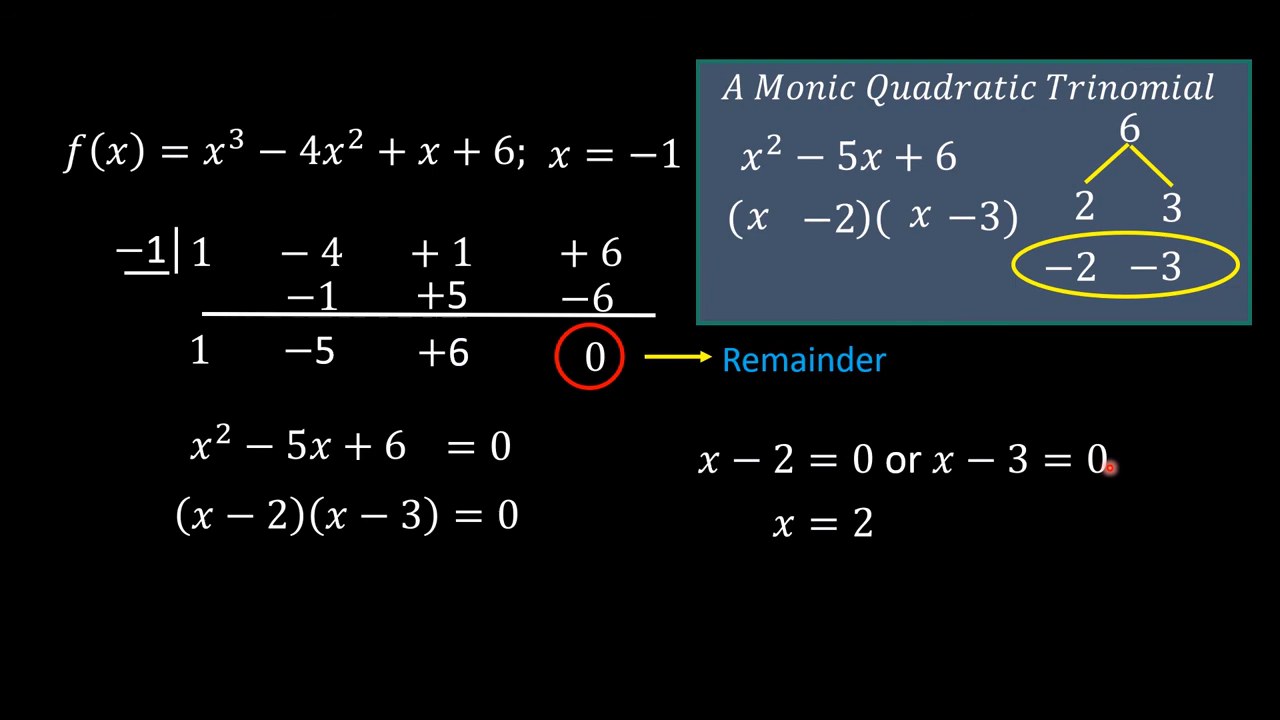 f(x) = x³ − 4x² + x + 6; x = −1
−1| 1 − 4 + 1 + 6
−1 +5 −6
1 −5 +6 0 Remainder
A Monic Quadratic Trinomial
x² − 5x + 6
(x −2)( x −3)
6
2 3
−2 −3
x² − 5x + 6 = 0
(x − 2)(x − 3) = 0
x − 2 = 0 or x − 3 = 0
x = 2